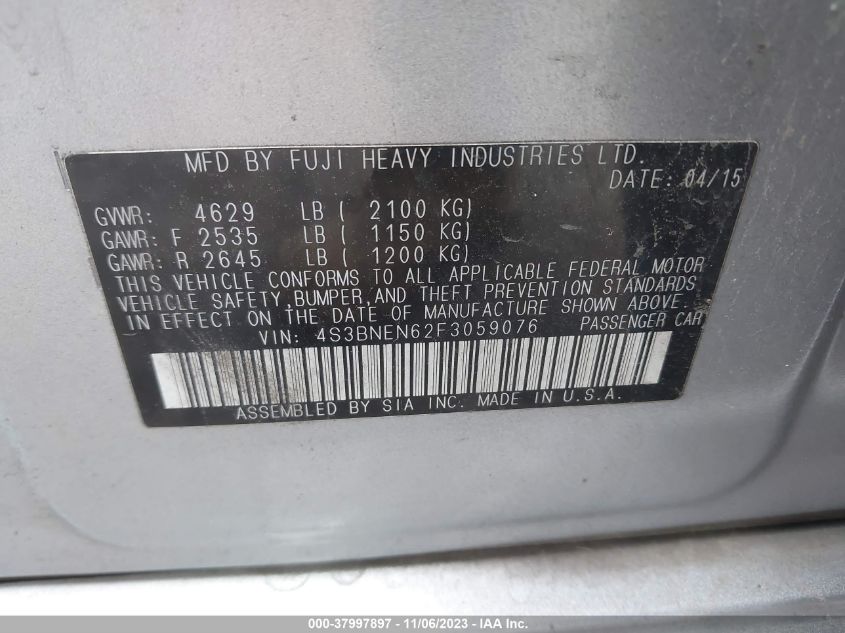 MFD BY FUJI HEAVY INDUSTRIES LTD.
DATE: 04/15
GVWR: 4629 LB ( 2100 KG)
GAWR: F 2535 LB ( 1150 KG)
GAWR: R 2645 LB ( 1200 KG)
THIS VEHICLE CONFORMS TO ALL APPLICABLE FEDERAL MOTOR
VEHICLE SAFETY, BUMPER, AND THEFT PREVENTION STANDARDS
IN EFFECT ON THE DATE OF MANUFACTURE SHOWN ABOVE.
VIN: 4S3BNEN62F3059076 PASSENGER CAR
ASSEMBLED BY SIA INC. MADE IN U.S.A.
000-37997897 - 11/06/2023 - IAA Inc.